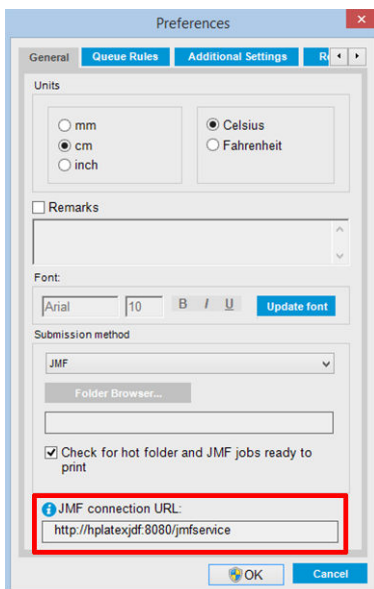 Preferences
General
Queue Rules
Additional Settings
Units
mm
cm
inch
Celsius
Fahrenheit
Remarks
Font:
Arial
10
B I U
Update font
Submission method
JMF
Folder Browser...
Check for hot folder and JMF jobs ready to
print
JMF connection URL:
http://hplatexjdf:8080/jmfservice
OK
Cancel